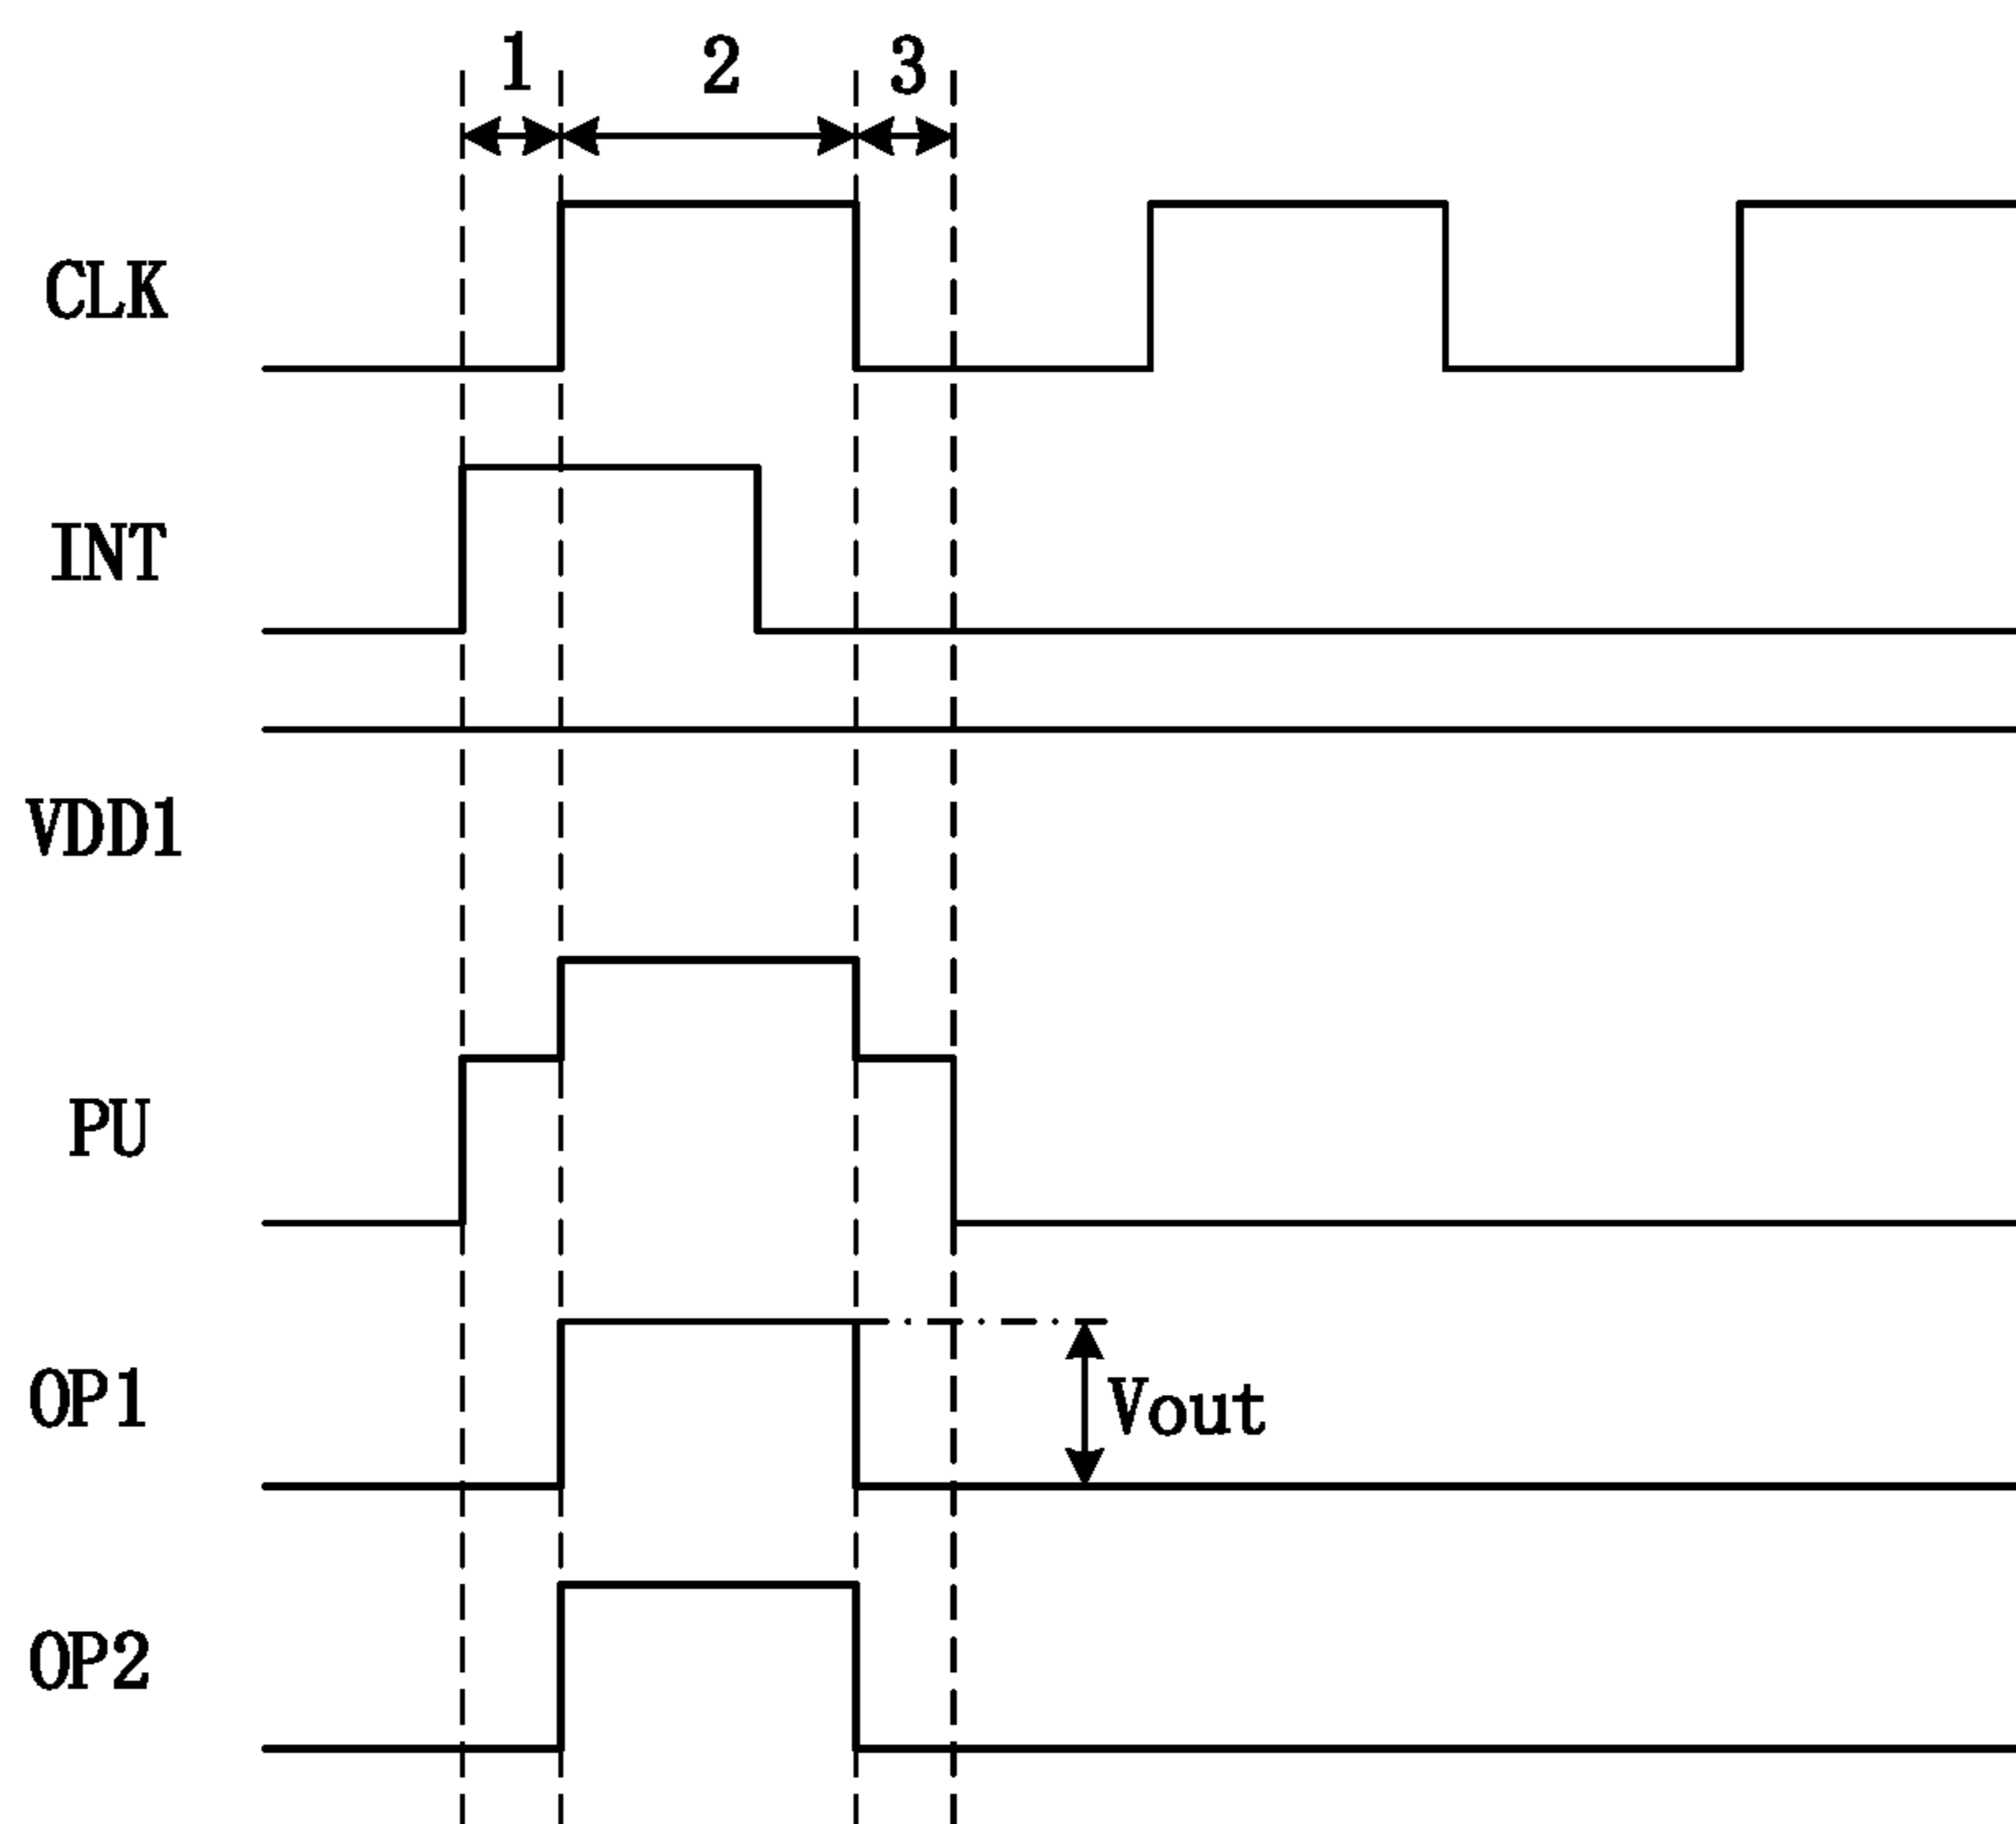 1 2 3
CLK
INT
VDD1
PU
OP1
Vout
OP2